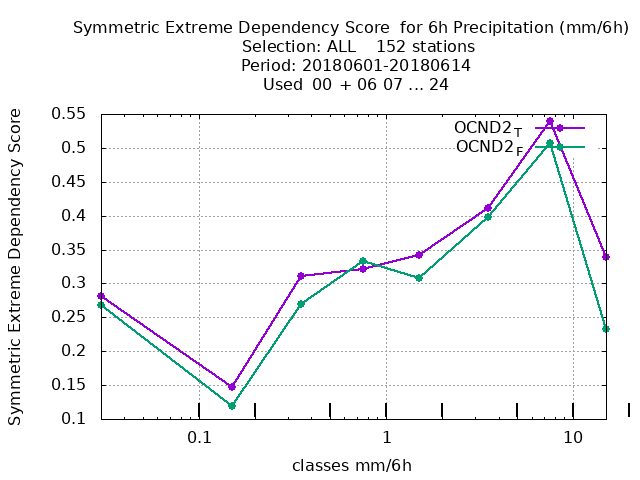 Symmetric Extreme Dependency Score  for 6h Precipitation (mm/6h)
Selection: ALL    152 stations
Period: 20180601-20180614
Used  00 + 06 07 ... 24
Symmetric Extreme Dependency Score
0.55
0.5
0.45
0.4
0.35
0.3
0.25
0.2
0.15
0.1
OCND2T
OCND2F
0.1 1 10
classes mm/6h